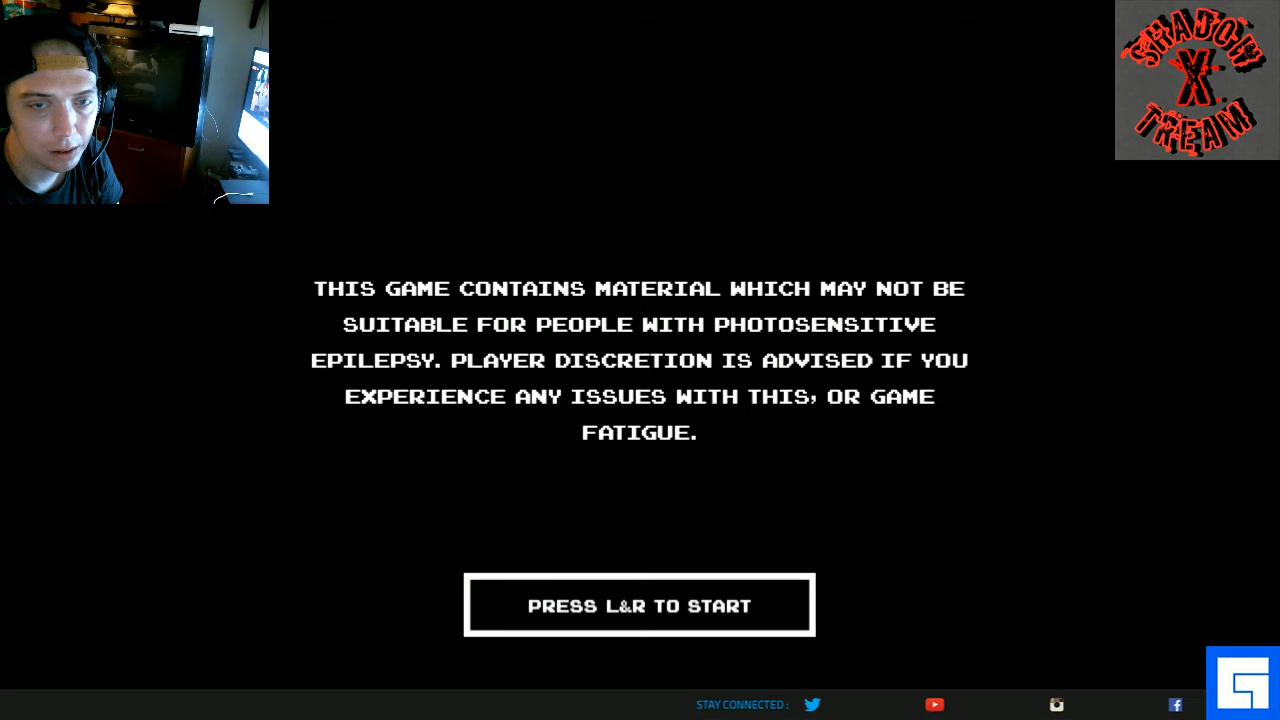 SHADOW
X
TREAM
THIS GAME CONTAINS MATERIAL WHICH MAY NOT BE
SUITABLE FOR PEOPLE WITH PHOTOSENSITIVE
EPILEPSY. PLAYER DISCRETION IS ADVISED IF YOU
EXPERIENCE ANY ISSUES WITH THIS, OR GAME
FATIGUE.
PRESS L&R TO START
STAY CONNECTED :